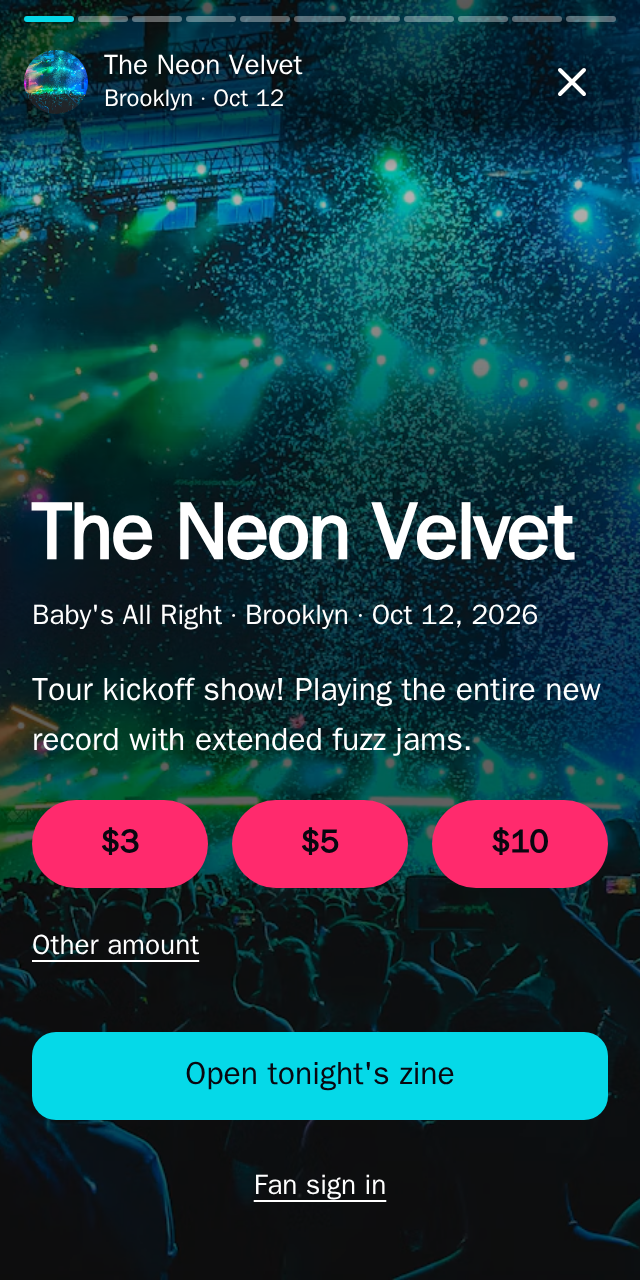 The Neon Velvet
Brooklyn · Oct 12
The Neon Velvet
Baby's All Right · Brooklyn · Oct 12, 2026
Tour kickoff show! Playing the entire new
record with extended fuzz jams.
$3
$5
$10
Other amount
Open tonight's zine
Fan sign in